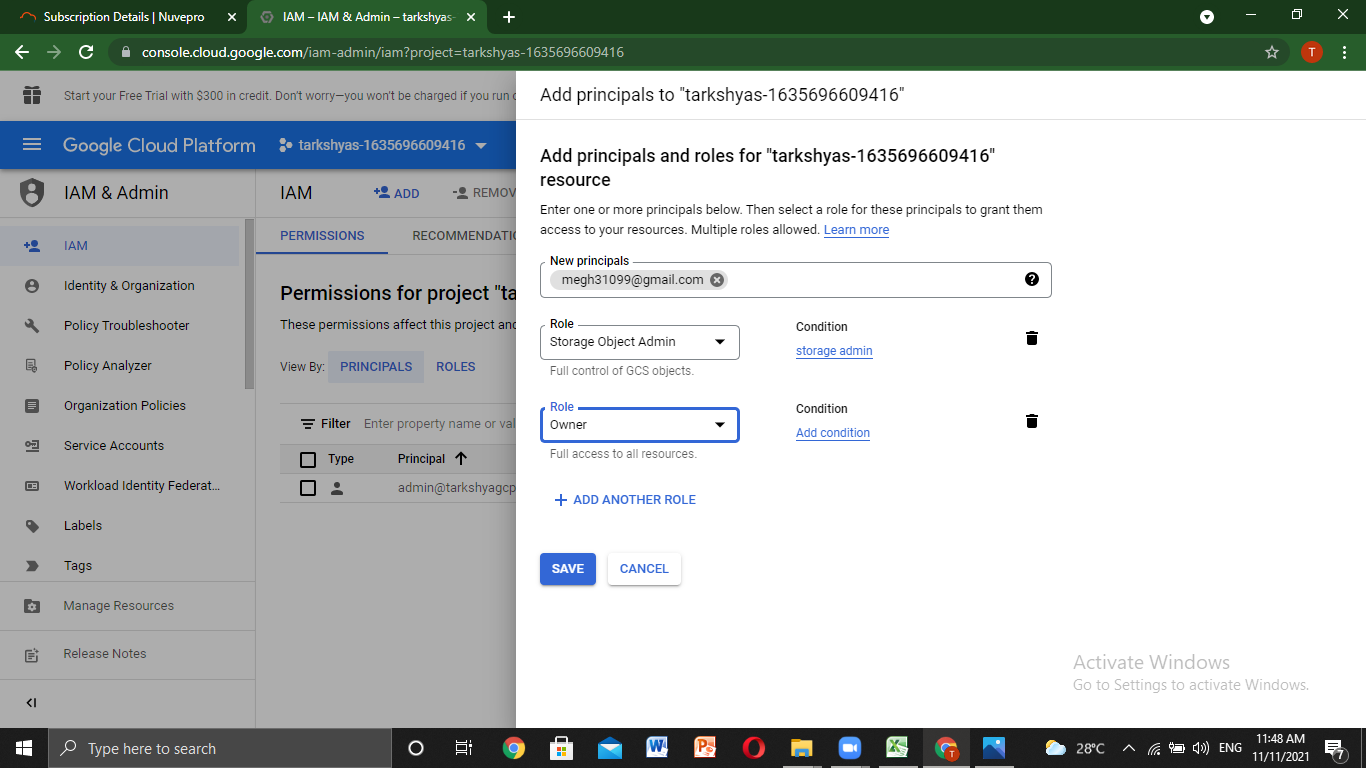 Subscription Details | Nuvepro
IAM – IAM & Admin – tarkshyas-
T
console.cloud.google.com/iam-admin/iam?project=tarkshyas-1635696609416
Start your Free Trial with $300 in credit. Don't worry—you won't be charged if you run
Google Cloud Platform
tarkshyas-1635696609416
IAM & Admin
IAM
Identity & Organization
Policy Troubleshooter
Policy Analyzer
Organization Policies
Service Accounts
Workload Identity Federat...
Labels
Tags
Manage Resources
Release Notes
IAM
ADD
REMOV
PERMISSIONS
RECOMMENDATIO
Permissions for project "ta
These permissions affect this project and
View By: PRINCIPALS ROLES
Filter Enter property name or val
Type Principal
admin@tarkshyagcp
Add principals to "tarkshyas-1635696609416"
Add principals and roles for "tarkshyas-1635696609416"
resource
Enter one or more principals below. Then select a role for these principals to grant them
access to your resources. Multiple roles allowed. Learn more
New principals
megh31099@gmail.com
Role
Storage Object Admin
Full control of GCS objects.
Condition
storage admin
Role
Owner
Full access to all resources.
Condition
Add condition
ADD ANOTHER ROLE
SAVE CANCEL
Activate Windows
Go to Settings to activate Windows.
Type here to search
28°C
ENG
11:48 AM
11/11/2021
7